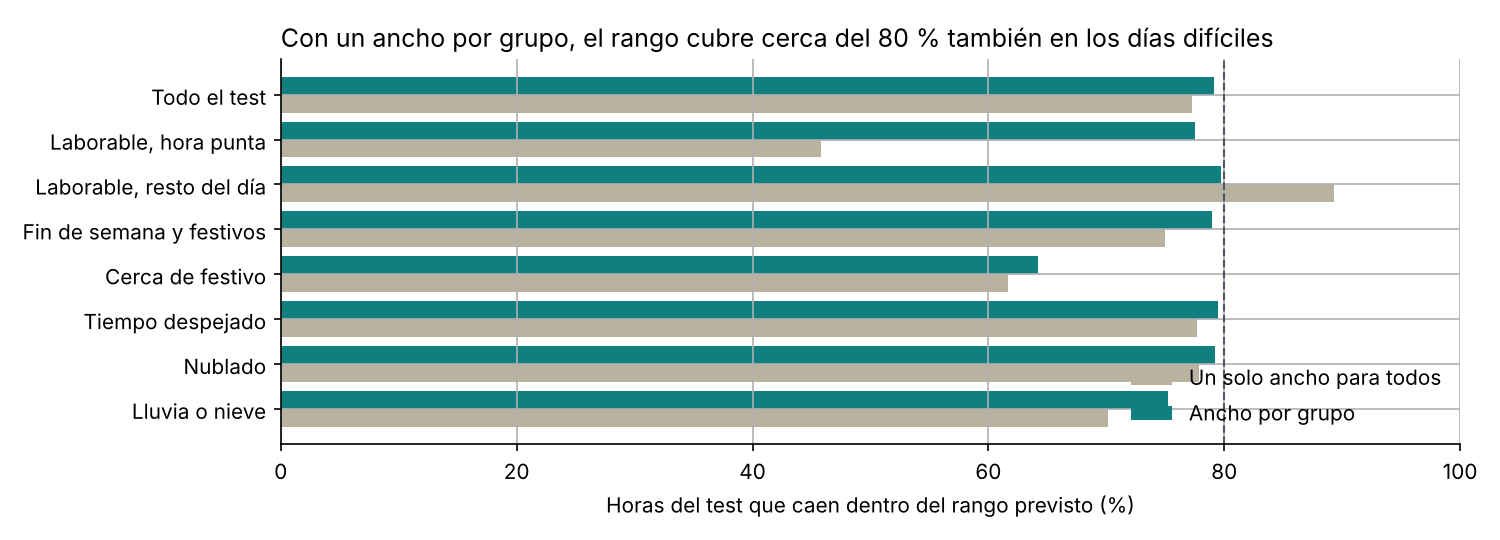 Con un ancho por grupo, el rango cubre cerca del 80 % también en los días difíciles
Todo el test
Laborable, hora punta
Laborable, resto del día
Fin de semana y festivos
Cerca de festivo
Tiempo despejado
Nublado
Lluvia o nieve
Un solo ancho para todos
Ancho por grupo
0 20 40 60 80 100
Horas del test que caen dentro del rango previsto (%)